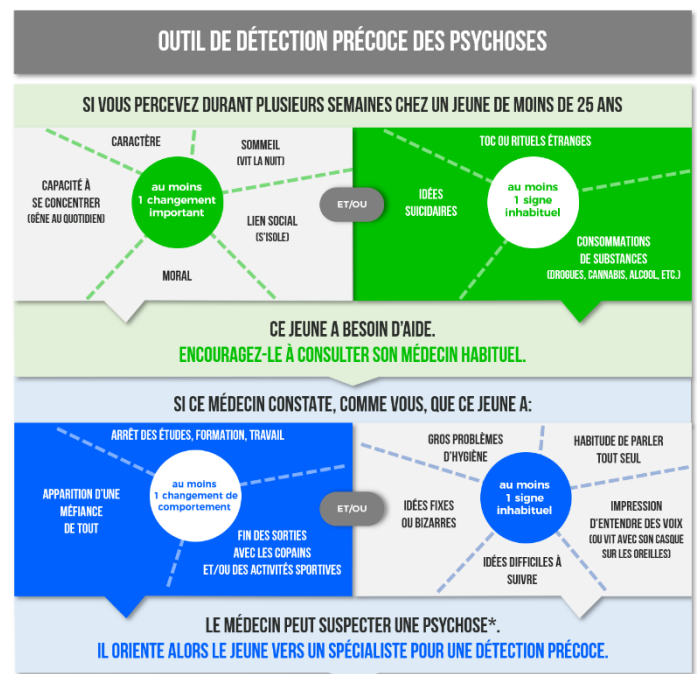 OUTIL DE DÉTECTION PRÉCOCE DES PSYCHOSES
SI VOUS PERCEVEZ DURANT PLUSIEURS SEMAINES CHEZ UN JEUNE DE MOINS DE 25 ANS
CARACTÈRE
SOMMEIL
(VIT LA NUIT)
CAPACITÉ À
SE CONCENTRER
(GÊNE AU QUOTIDIEN)
au moins
1 changement
important
LIEN SOCIAL
(S'ISOLE)
MORAL
ET/OU
TOC OU RITUELS ÉTRANGES
IDÉES
SUICIDAIRES
au moins
1 signe
inhabituel
CONSOMMATIONS
DE SUBSTANCES
(DROGUES, CANNABIS, ALCOOL, ETC.)
CE JEUNE A BESOIN D'AIDE.
ENCOURAGEZ-LE À CONSULTER SON MÉDECIN HABITUEL.
SI CE MÉDECIN CONSTATE, COMME VOUS, QUE CE JEUNE A:
ARRÊT DES ÉTUDES, FORMATION, TRAVAIL
APPARITION D'UNE
MÉFIANCE
DE TOUT
au moins
1 changement de
comportement
FIN DES SORTIES
AVEC LES COPAINS
ET/OU DES ACTIVITÉS SPORTIVES
ET/OU
GROS PROBLÈMES
D'HYGIÈNE
HABITUDE DE PARLER
TOUT SEUL
IDÉES FIXES
OU BIZARRES
au moins
1 signe
inhabituel
IMPRESSION
D'ENTENDRE DES VOIX
(OU VIT AVEC SON CASQUE
SUR LES OREILLES)
IDÉES DIFFICILES À
SUIVRE
LE MÉDECIN PEUT SUSPECTER UNE PSYCHOSE*.
IL ORIENTE ALORS LE JEUNE VERS UN SPÉCIALISTE POUR UNE DÉTECTION PRÉCOCE.